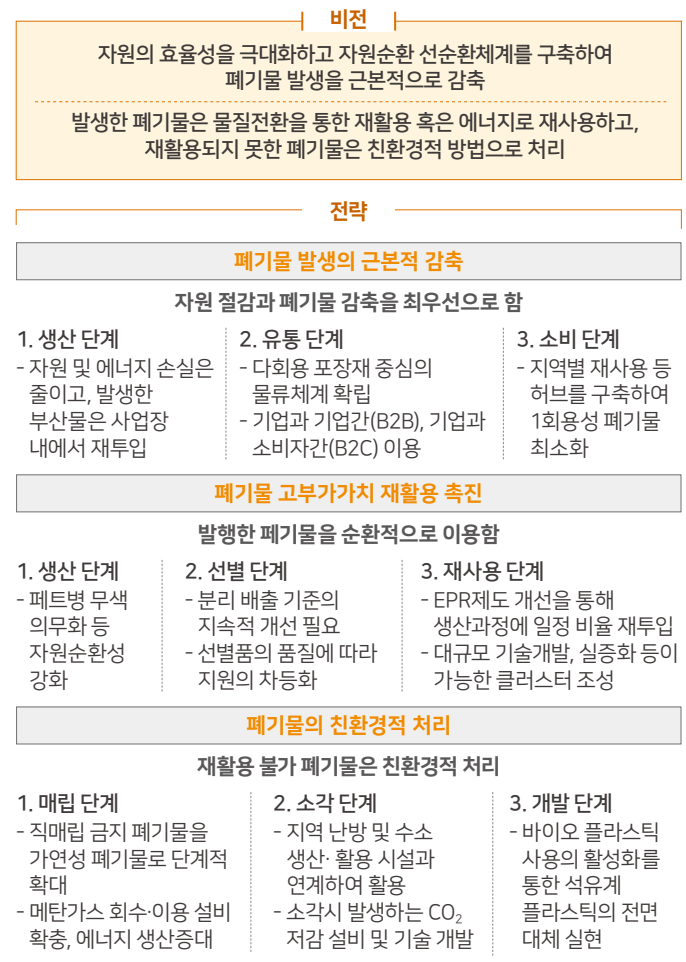 비전
자원의 효율성을 극대화하고 자원순환 선순환체계를 구축하여
폐기물 발생을 근본적으로 감축
발생한 폐기물은 물질전환을 통한 재활용 혹은 에너지로 재사용하고,
재활용되지 못한 폐기물은 친환경적 방법으로 처리
전략
폐기물 발생의 근본적 감축
자원 절감과 폐기물 감축을 최우선으로 함
1. 생산 단계
- 자원 및 에너지 손실은
줄이고, 발생한
부산물은 사업장
내에서 재투입
2. 유통 단계
- 다회용 포장재 중심의
물류체계 확립
- 기업과 기업간(B2B), 기업과
소비자간(B2C) 이용
3. 소비 단계
- 지역별 재사용 등
허브를 구축하여
1회용성 폐기물
최소화
폐기물 고부가가치 재활용 촉진
발행한 페기물을 순환적으로 이용함
1. 생산 단계
- 페트병 무색
의무화 등
자원순환성
강화
2. 선별 단계
- 분리 배출 기준의
지속적 개선 필요
- 선별품의 품질에 따라
지원의 차등화
3. 재사용 단계
- EPR제도 개선을 통해
생산과정에 일정 비율 재투입
- 대규모 기술개발, 실증화 등이
가능한 클러스터 조성
폐기물의 친환경적 처리
재활용 불가 폐기물은 친환경적 처리
1. 매립 단계
- 직매립 금지 폐기물을
가연성 폐기물로 단계적
확대
- 메탄가스 회수·이용 설비
확충, 에너지 생산증대
2. 소각 단계
- 지역 난방 및 수소
생산· 활용 시설과
연계하여 활용
- 소각시 발생하는 CO₂
저감 설비 및 기술 개발
3. 개발 단계
- 바이오 플라스틱
사용의 활성화를
통한 석유계
플라스틱의 전면
대체 실현